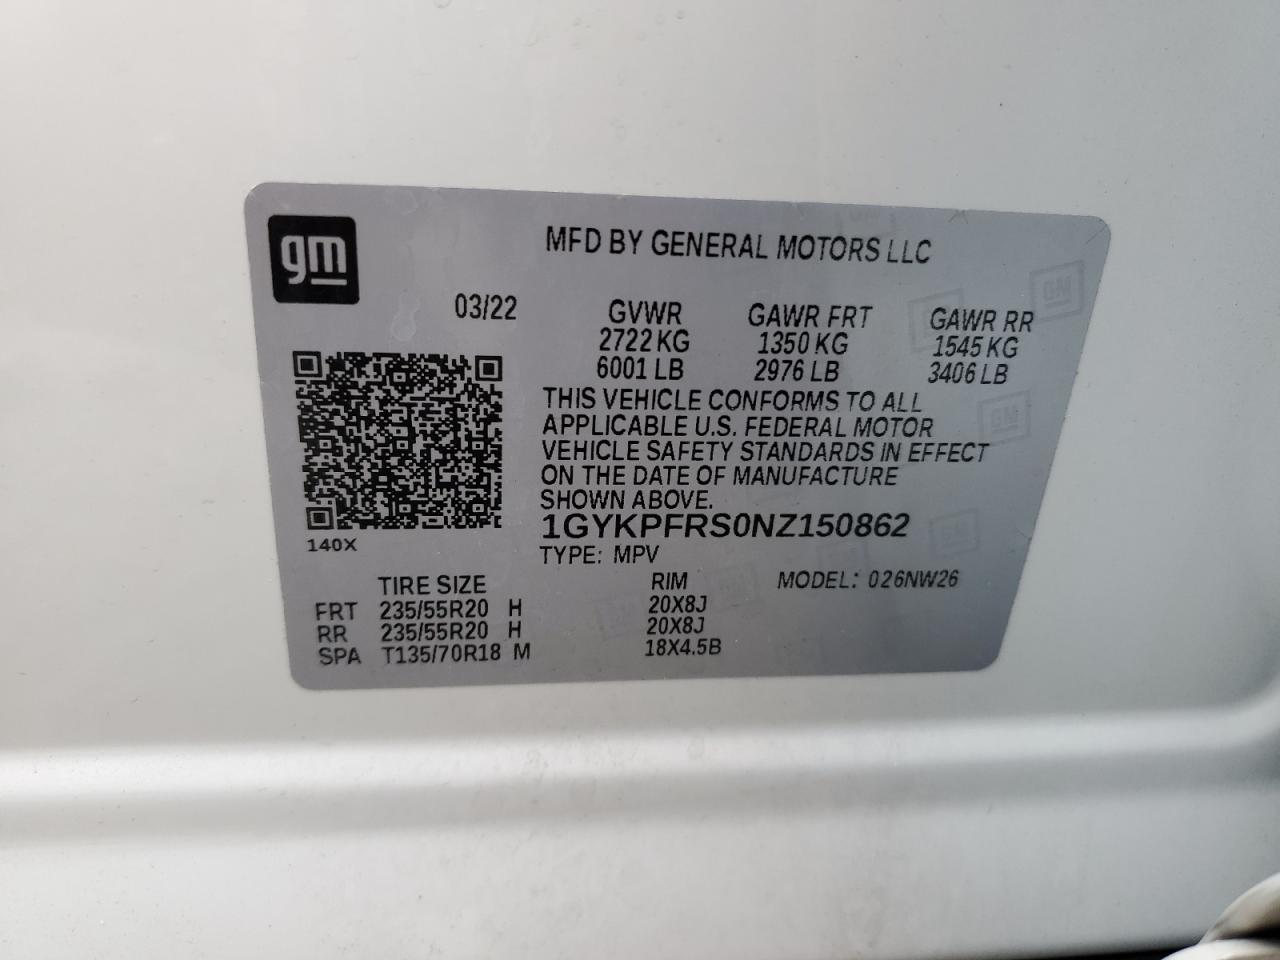 gm
MFD BY GENERAL MOTORS LLC
03/22 GVWR GAWR FRT GAWR RR
2722 KG 1350 KG 1545 KG
6001 LB 2976 LB 3406 LB
THIS VEHICLE CONFORMS TO ALL
APPLICABLE U.S. FEDERAL MOTOR
VEHICLE SAFETY STANDARDS IN EFFECT
ON THE DATE OF MANUFACTURE
SHOWN ABOVE.
1GYKPFRS0NZ150862
140X
TYPE: MPV
TIRE SIZE RIM MODEL: 026NW26
FRT 235/55R20 H 20X8J
RR 235/55R20 H 20X8J
SPA T135/70R18 M 18X4.5B
GM
GM